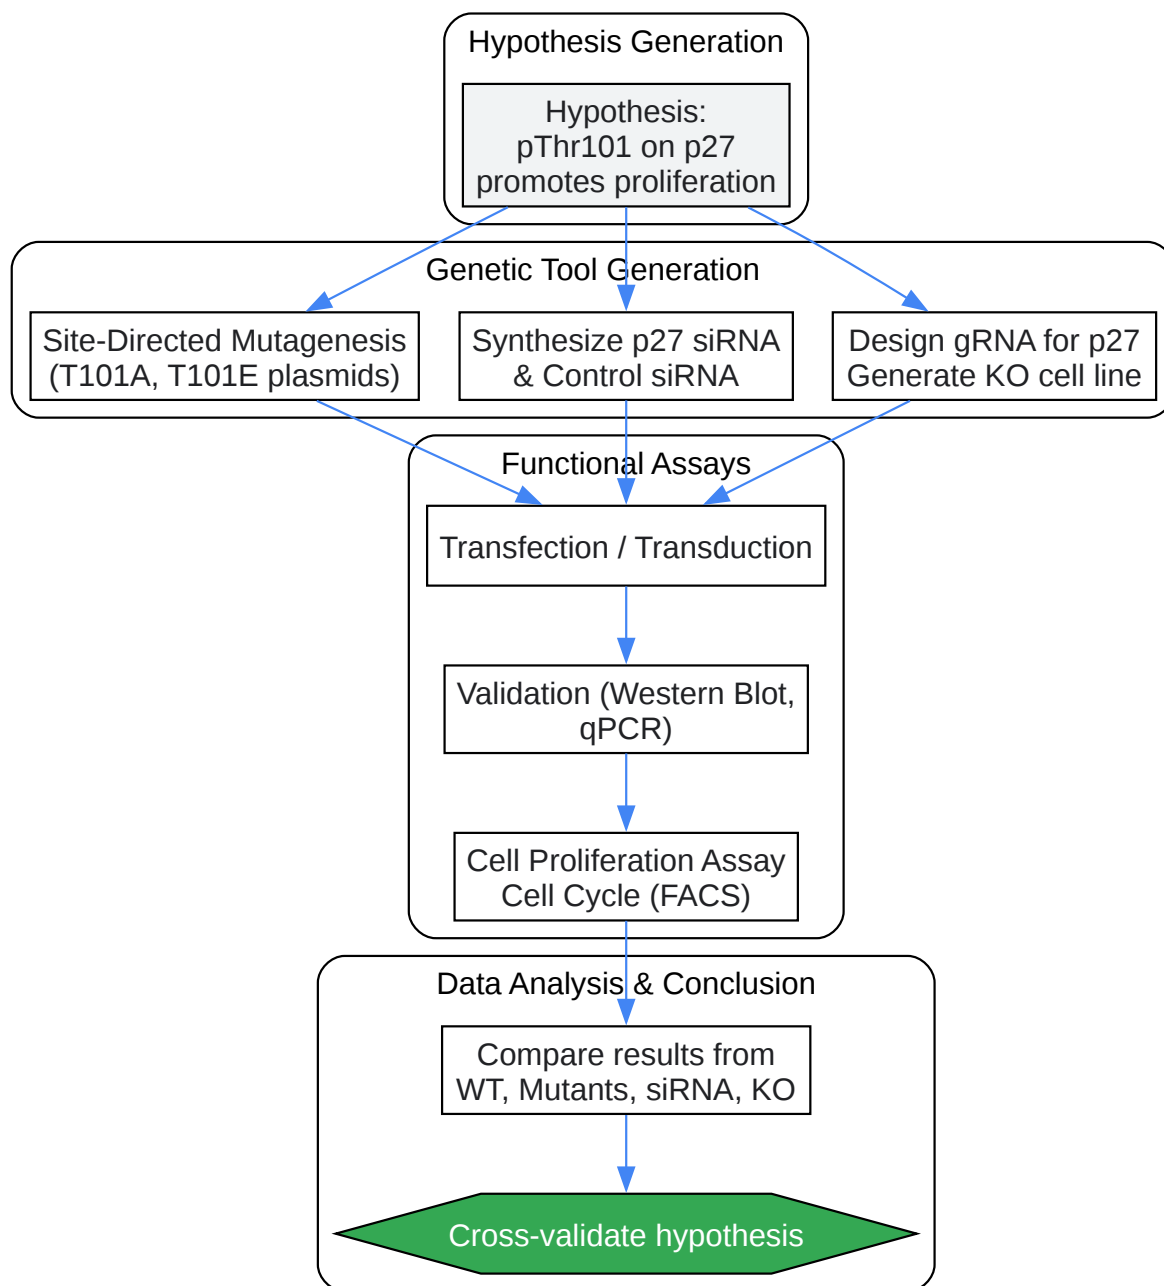 Hypothesis Generation
Hypothesis:
pThr101 on p27
promotes proliferation
Genetic Tool Generation
Site-Directed Mutagenesis
(T101A, T101E plasmids)
Synthesize p27 siRNA
& Control siRNA
Design gRNA for p27
Generate KO cell line
Functional Assays
Transfection / Transduction
Validation (Western Blot,
qPCR)
Cell Proliferation Assay
Cell Cycle (FACS)
Data Analysis & Conclusion
Compare results from
WT, Mutants, siRNA, KO
Cross-validate hypothesis